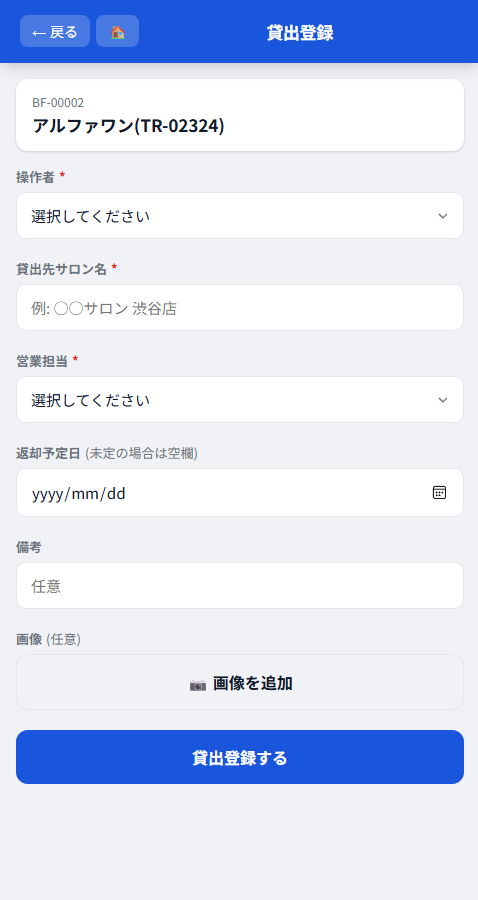 ← 戻る
貸出登録
BF-00002
アルファワン(TR-02324)
操作者 *
選択してください
貸出先サロン名 *
例: 〇〇サロン 渋谷店
営業担当 *
選択してください
返却予定日 (未定の場合は空欄)
yyyy/mm/dd
備考
任意
画像 (任意)
画像を追加
貸出登録する